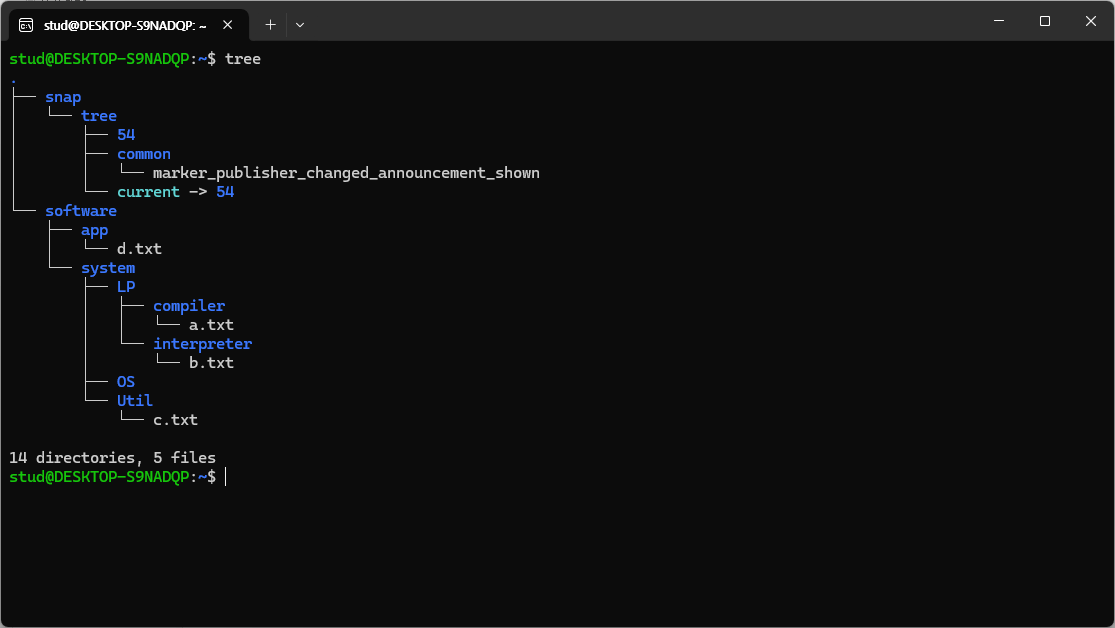 stud@DESKTOP-S9NADQP: ~
stud@DESKTOP-S9NADQP:~$ tree
.
├── snap
│   └── tree
│       ├── 54
│       ├── common
│       │   └── marker_publisher_changed_announcement_shown
│       └── current -> 54
└── software
    ├── app
    │   └── d.txt
    └── system
        ├── LP
        │   ├── compiler
        │   │   └── a.txt
        │   └── interpreter
        │       └── b.txt
        ├── OS
        └── Util
            └── c.txt
14 directories, 5 files
stud@DESKTOP-S9NADQP:~$